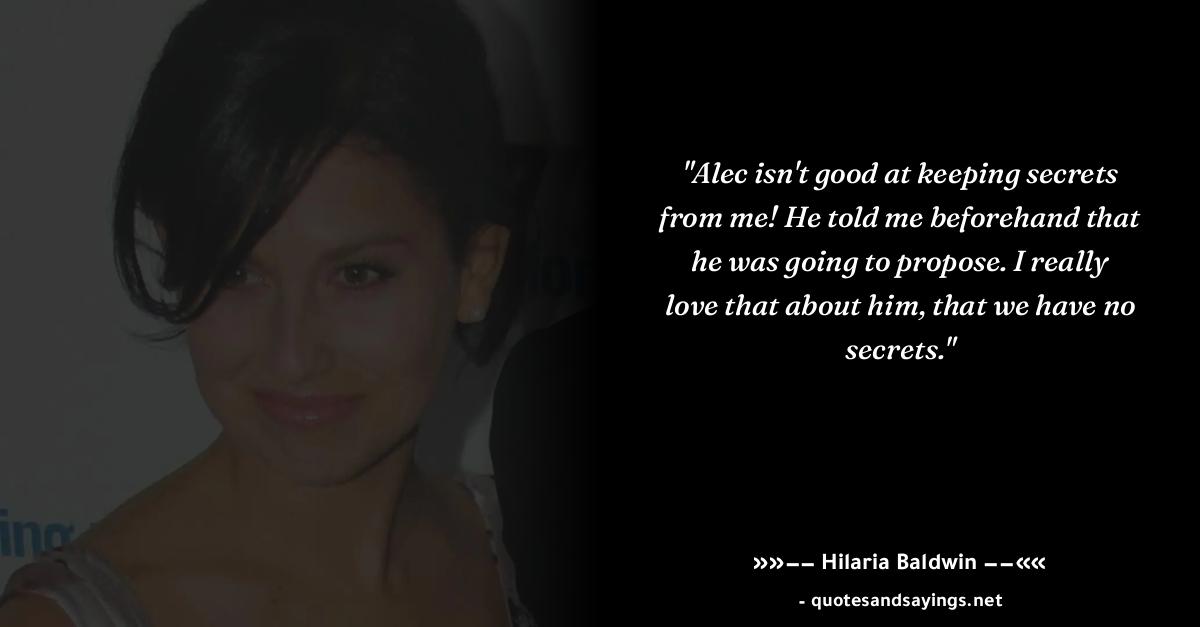 "Alec isn't good at keeping secrets
from me! He told me beforehand that
he was going to propose. I really
love that about him, that we have no
secrets."
»»−− Hilaria Baldwin −−««
- quotesandsayings.net
ing